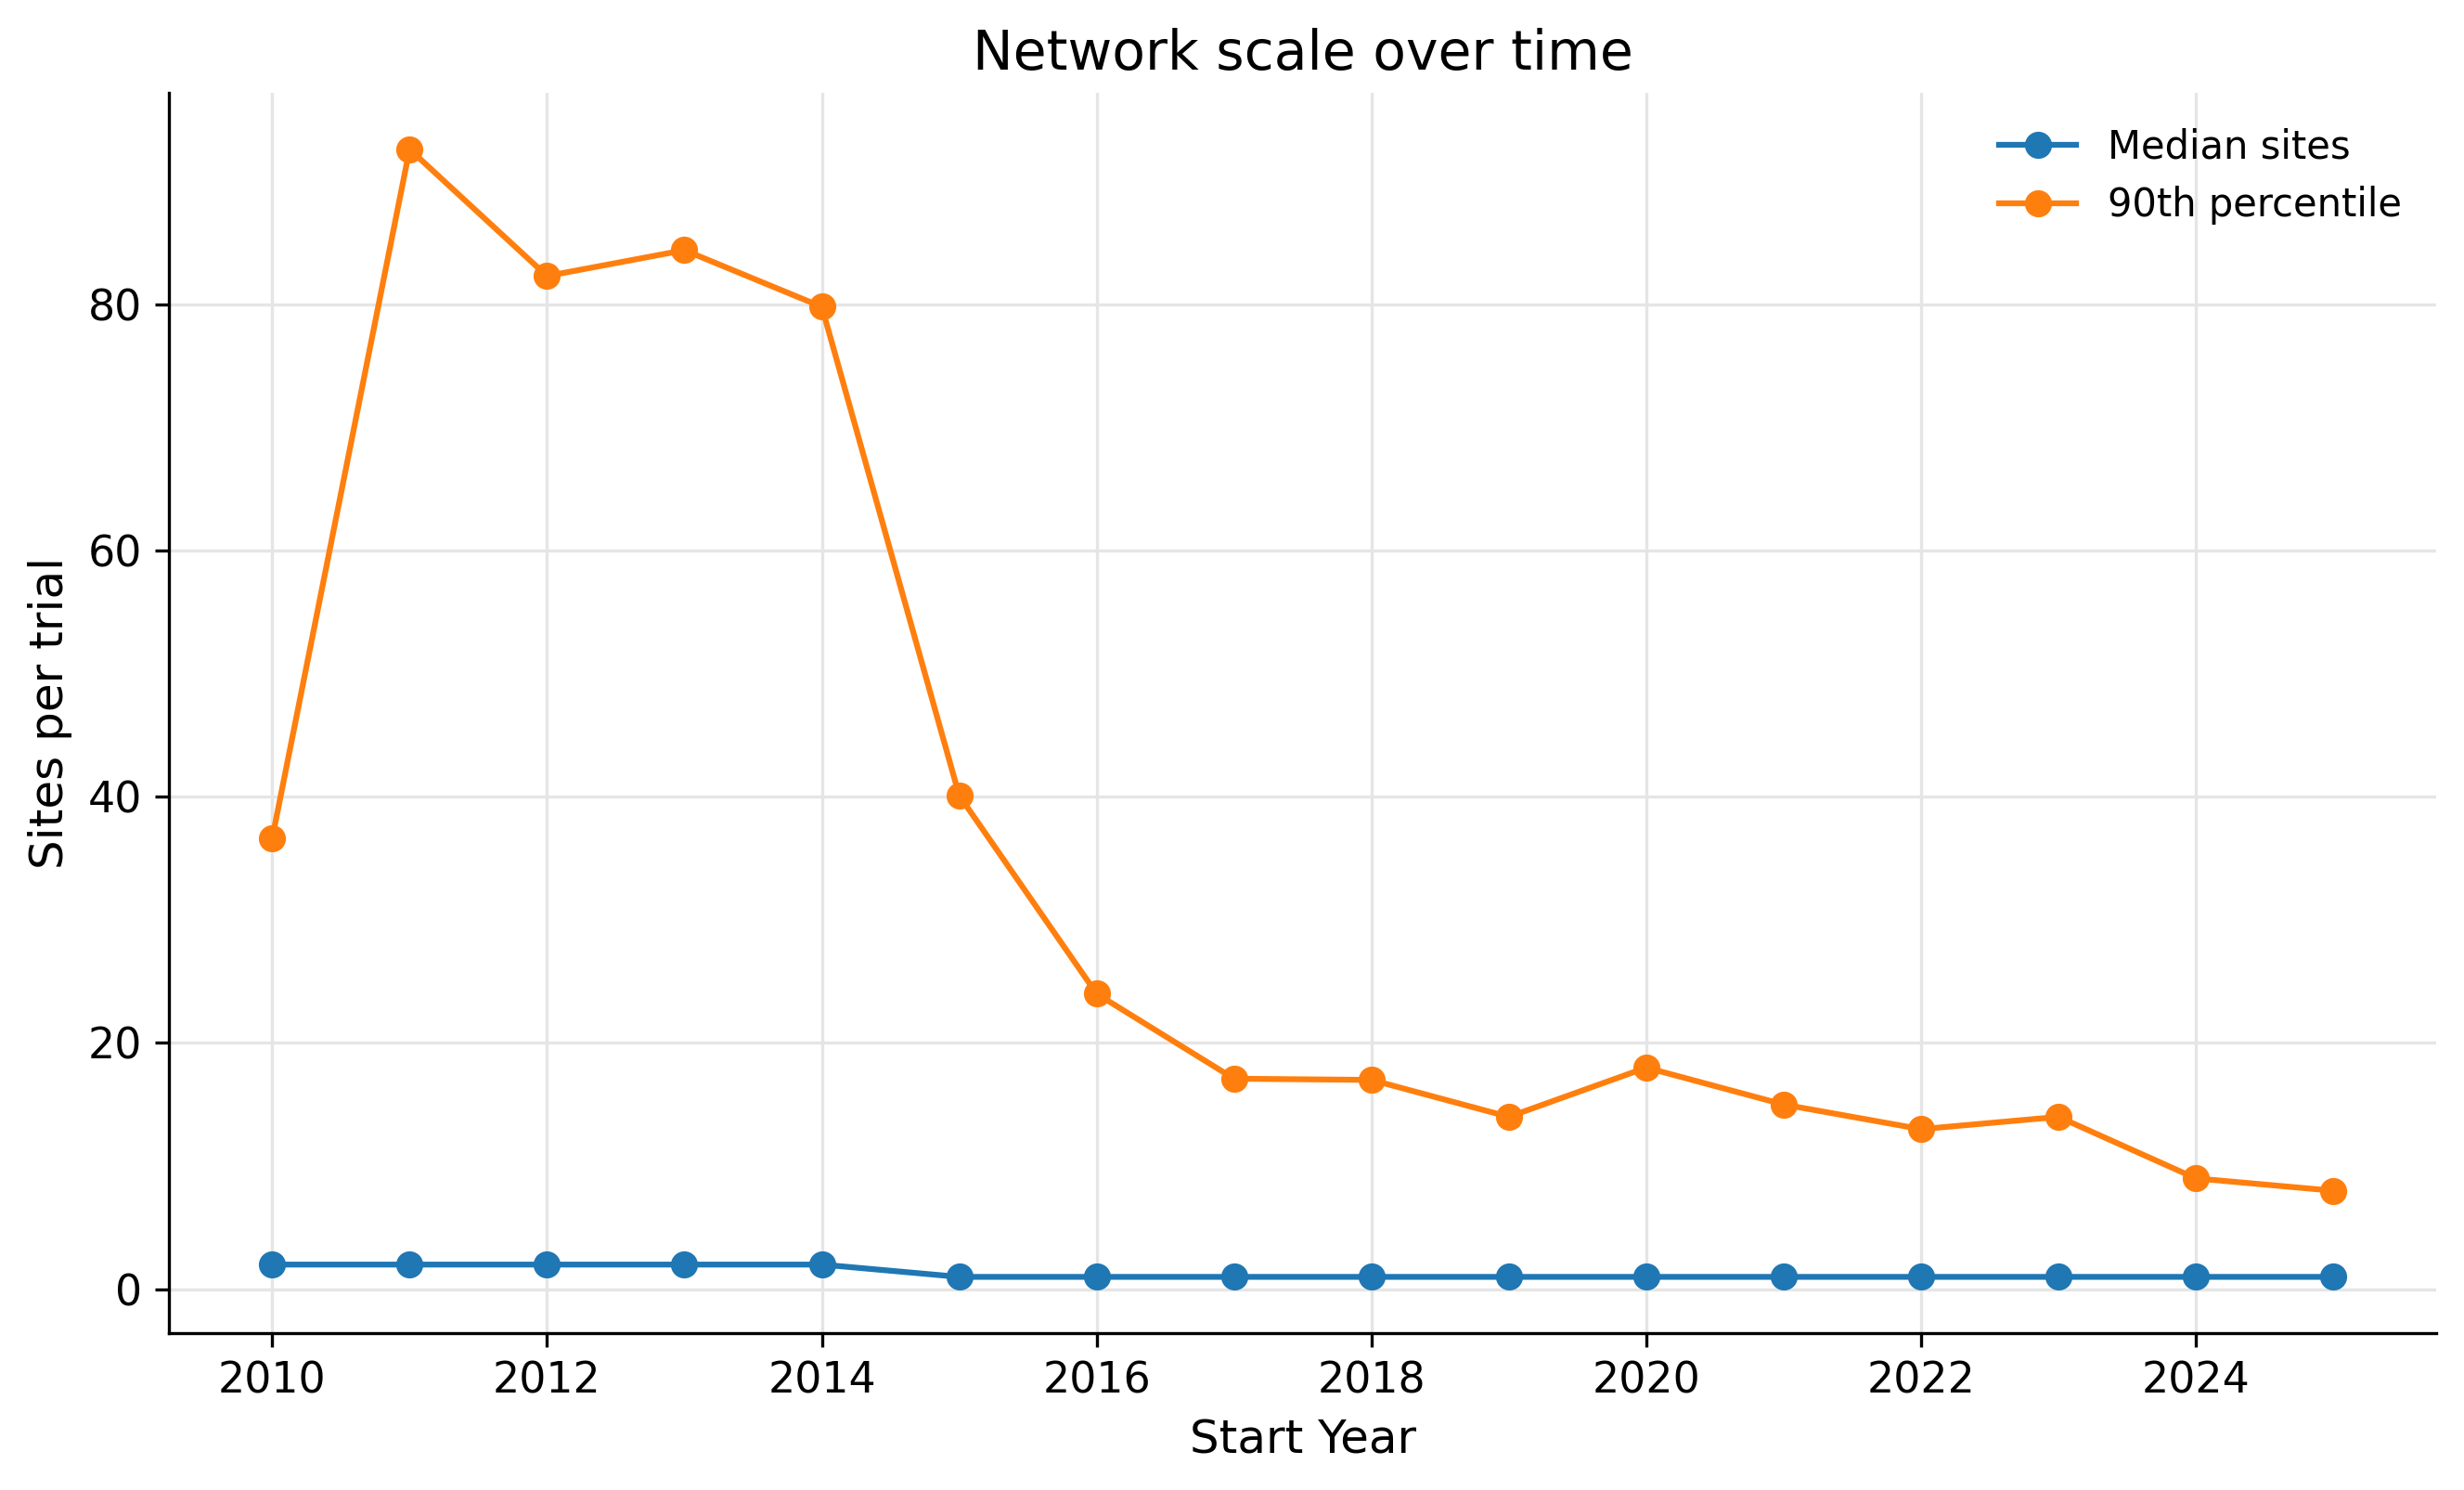 Network scale over time
Median sites
90th percentile
Sites per trial
80
60
40
20
0
2010 2012 2014 2016 2018 2020 2022 2024
Start Year